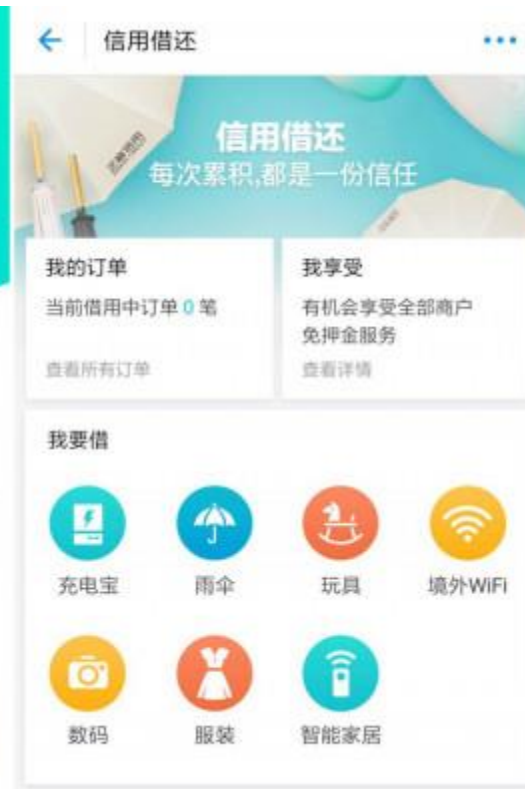 信用借还
信用借还
每次累积,都是一份信任
我的订单
当前借用中订单 0 笔
查看所有订单
我享受
有机会享受全部商户
免押金服务
查看详情
我要借
充电宝
雨伞
玩具
境外WiFi
数码
服装
智能家居